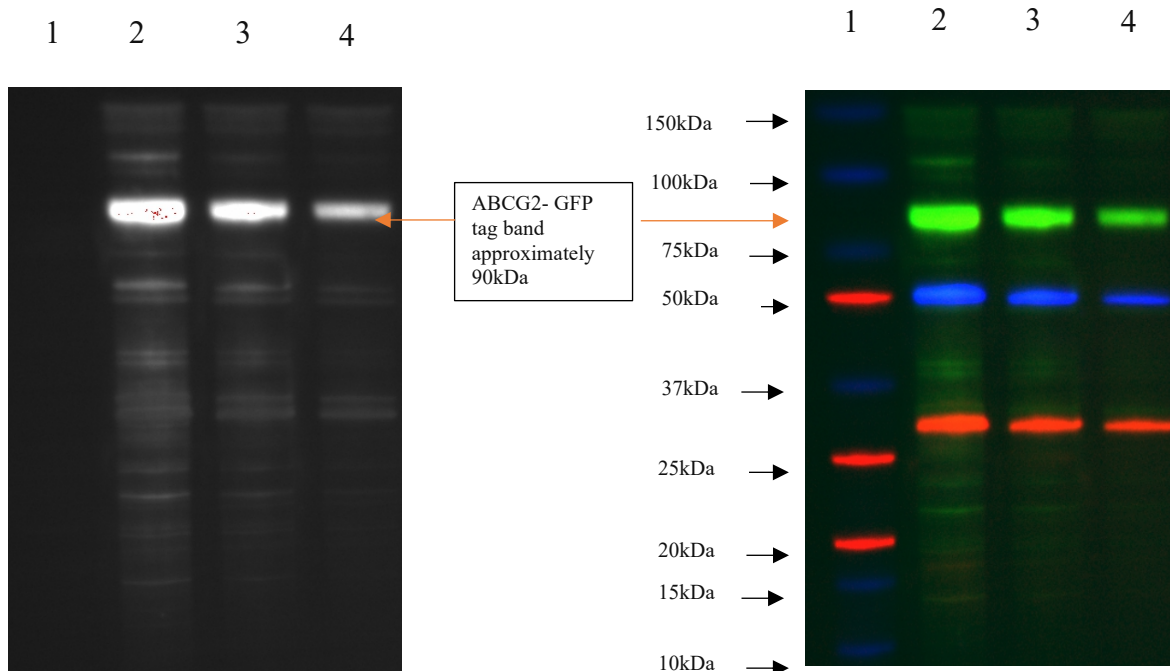 1 2 3 4
1 2 3 4
150kDa
100kDa
ABCG2- GFP
tag band
approximately
90kDa
75kDa
50kDa
37kDa
25kDa
20kDa
15kDa
10kDa